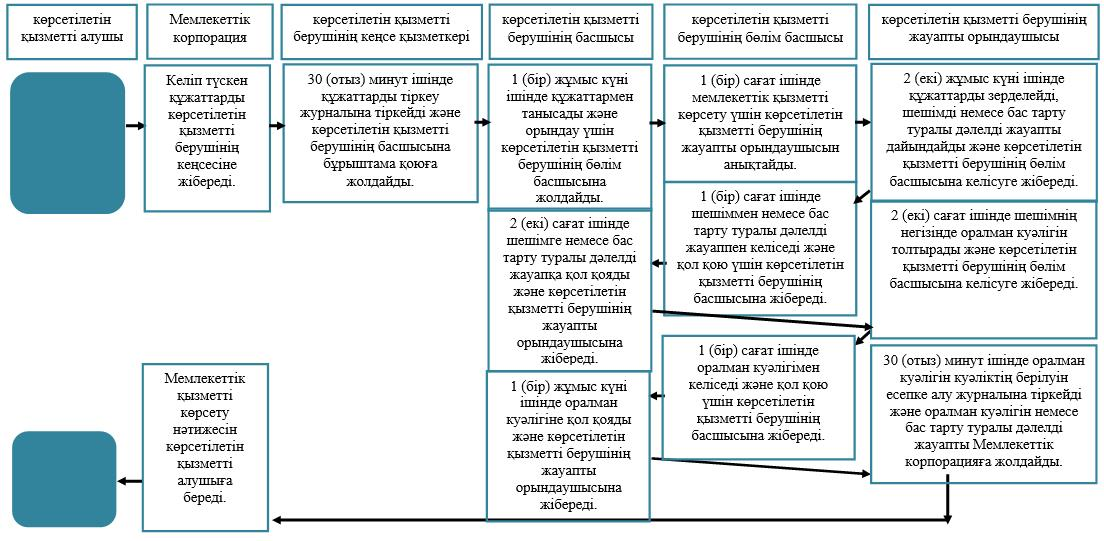 көрсетілетін
қызметті алушы
Мемлекеттік
корпорация
көрсетілетін қызметті
берушінің кеңсе қызметкері
көрсетілетін қызметті
берушінің басшысы
көрсетілетін қызметті
берушінің бөлім басшысы
көрсетілетін қызметті берушінің
жауапты орындаушысы
Келіп түскен
құжаттарды
көрсетілетін
қызметті
берушінің
кеңсесіне
жібереді.
30 (отыз) минут ішінде
құжаттарды тіркеу
журналына тіркейді және
көрсетілетін қызметті
берушінің басшысына
бұрыштама қоюға
жолдайды.
1 (бір) жұмыс күні
ішінде құжаттармен
танысады және
орындау үшін
көрсетілетін қызметті
берушінің бөлім
басшысына
жолдайды.
1 (бір) сағат ішінде
мемлекеттік қызметті
көрсету үшін көрсетілетін
қызметті берушінің
жауапты орындаушысын
анықтайды.
2 (екі) жұмыс күні ішінде
құжаттарды зерделейді,
шешімді немесе бас тарту
туралы дәлелді жауапты
дайындайды және көрсетілетін
қызметті берушінің бөлім
басшысына келісуге жібереді.
1 (бір) сағат ішінде
шешіммен немесе бас
тарту туралы дәлелді
жауаппен келіседі және
қол қою үшін көрсетілетін
қызметті берушінің
басшысына жібереді.
2 (екі) сағат ішінде
шешімге немесе бас
тарту туралы дәлелді
жауапқа қол қояды
және көрсетілетін
қызметті берушінің
жауапты
орындаушысына
жібереді.
2 (екі) сағат ішінде шешімнің
негізінде оралман куәлігін
толтырады және көрсетілетін
қызметті берушінің бөлім
басшысына келісуге жібереді.
1 (бір) сағат ішінде
оралман куәлігімен
келіседі және қол қою
үшін көрсетілетін
қызметті берушінің
басшысына жібереді.
1 (бір) жұмыс күні
ішінде оралман
куәлігіне қол қояды
және көрсетілетін
қызметті берушінің
жауапты
орындаушысына
жібереді.
30 (отыз) минут ішінде оралман
куәлігін куәліктің берілуін
есепке алу журналына тіркейді
және оралман куәлігін немесе
бас тарту туралы дәлелді
жауапты Мемлекеттік
корпорацияға жолдайды.
Мемлекеттік
қызметті
көрсету
нәтижесін
көрсетілетін
қызметті
алушыға
береді.